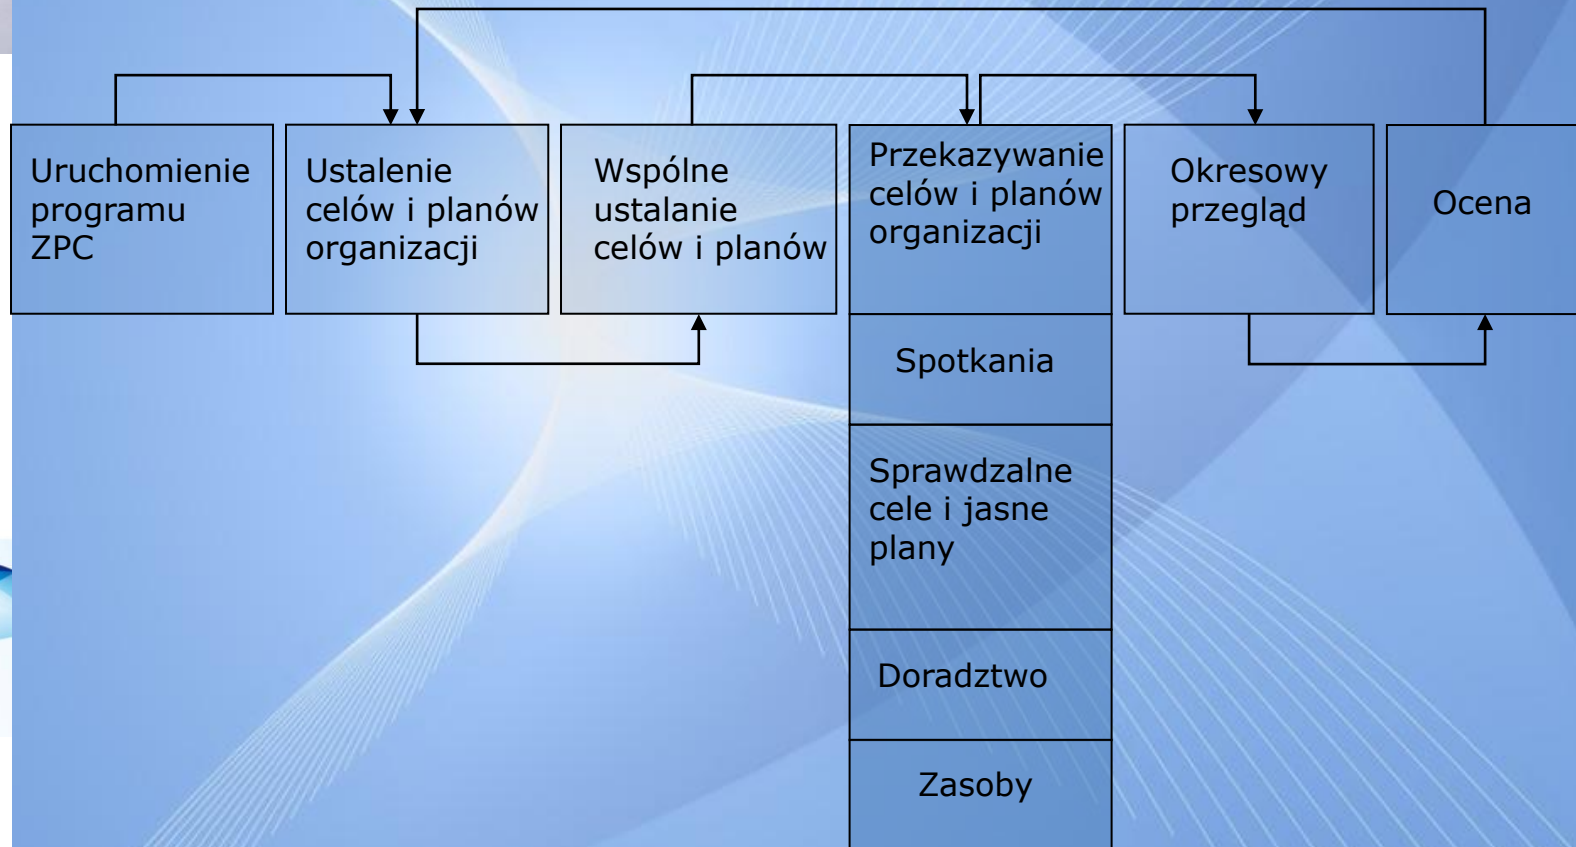 Uruchomienie
programu
ZPC
Ustalenie
celów i planów
organizacji
Wspólne
ustalanie
celów i planów
Przekazywanie
celów i planów
organizacji
Okresowy
przegląd
Ocena
Spotkania
Sprawdzalne
cele i jasne
plany
Doradztwo
Zasoby